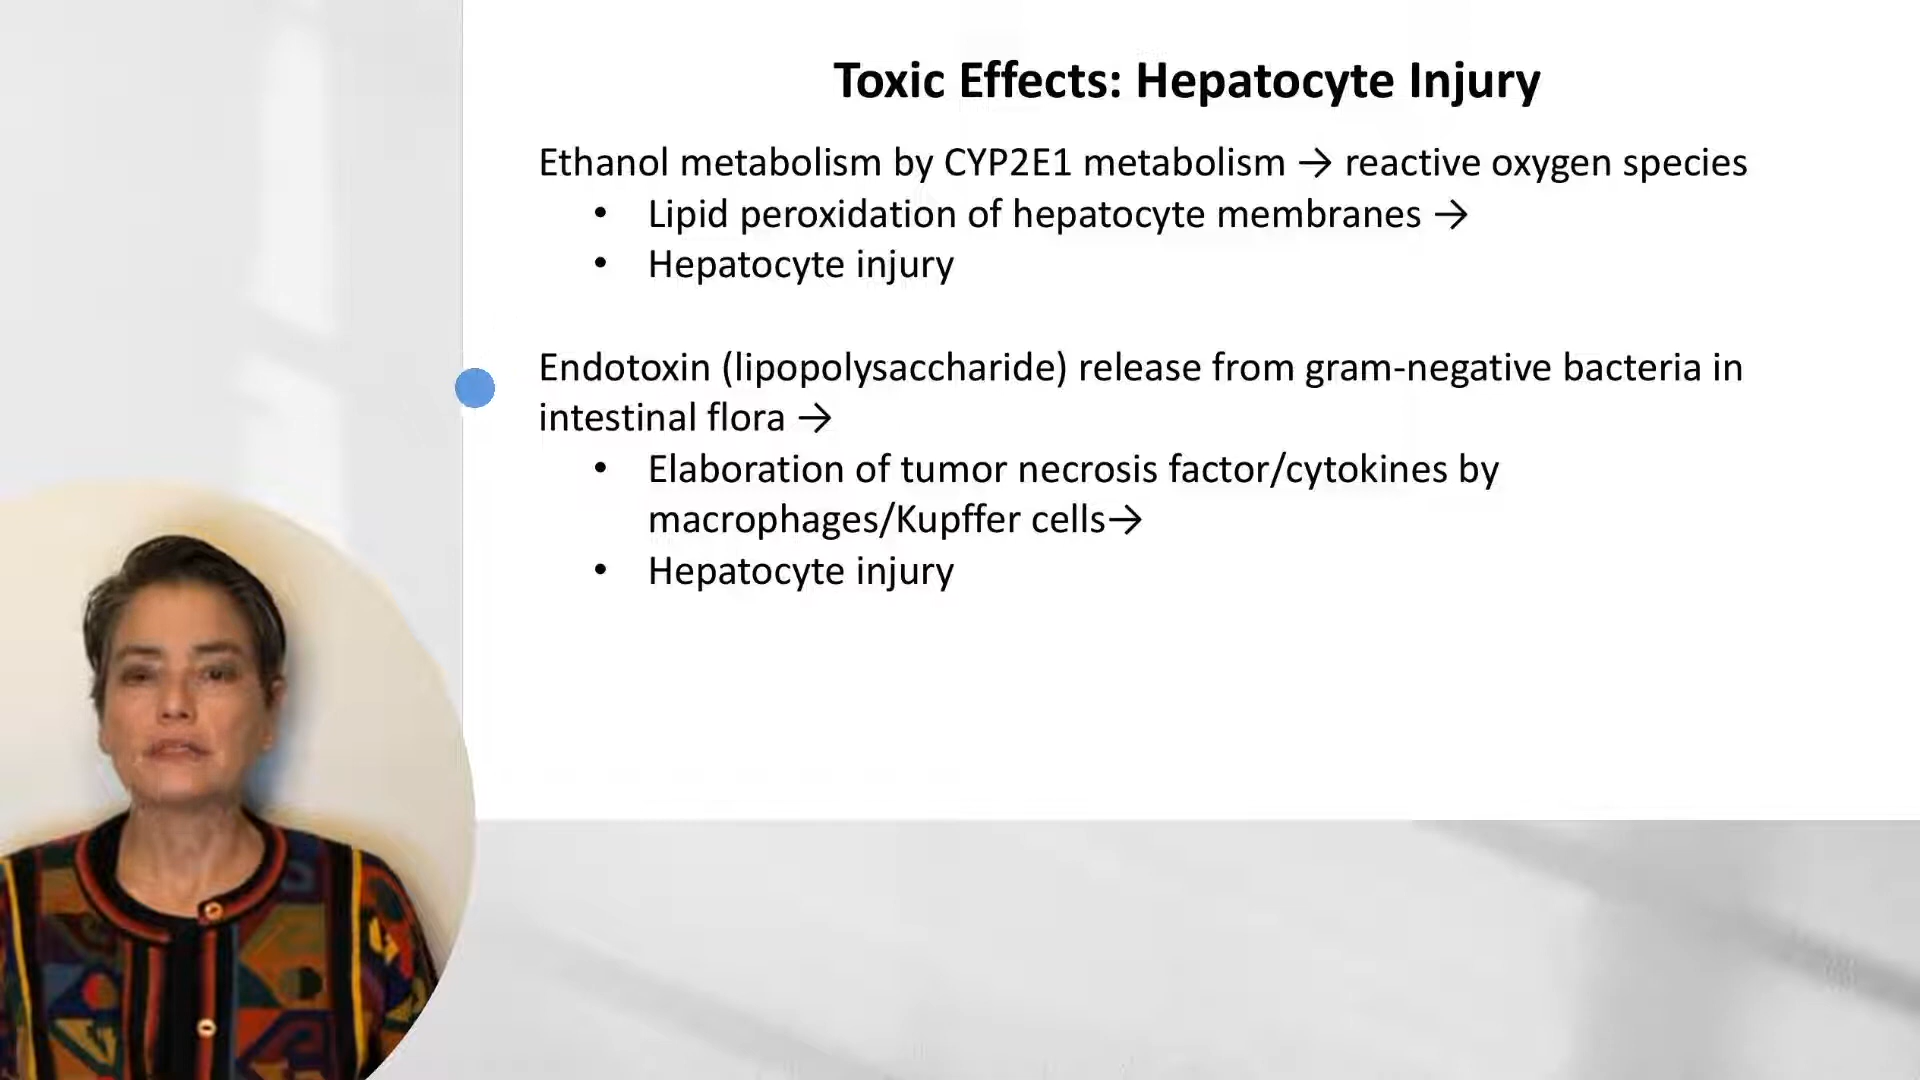 Toxic Effects: Hepatocyte Injury
Ethanol metabolism by CYP2E1 metabolism → reactive oxygen species
• Lipid peroxidation of hepatocyte membranes →
• Hepatocyte injury
Endotoxin (lipopolysaccharide) release from gram-negative bacteria in
intestinal flora →
• Elaboration of tumor necrosis factor/cytokines by
macrophages/Kupffer cells→
• Hepatocyte injury